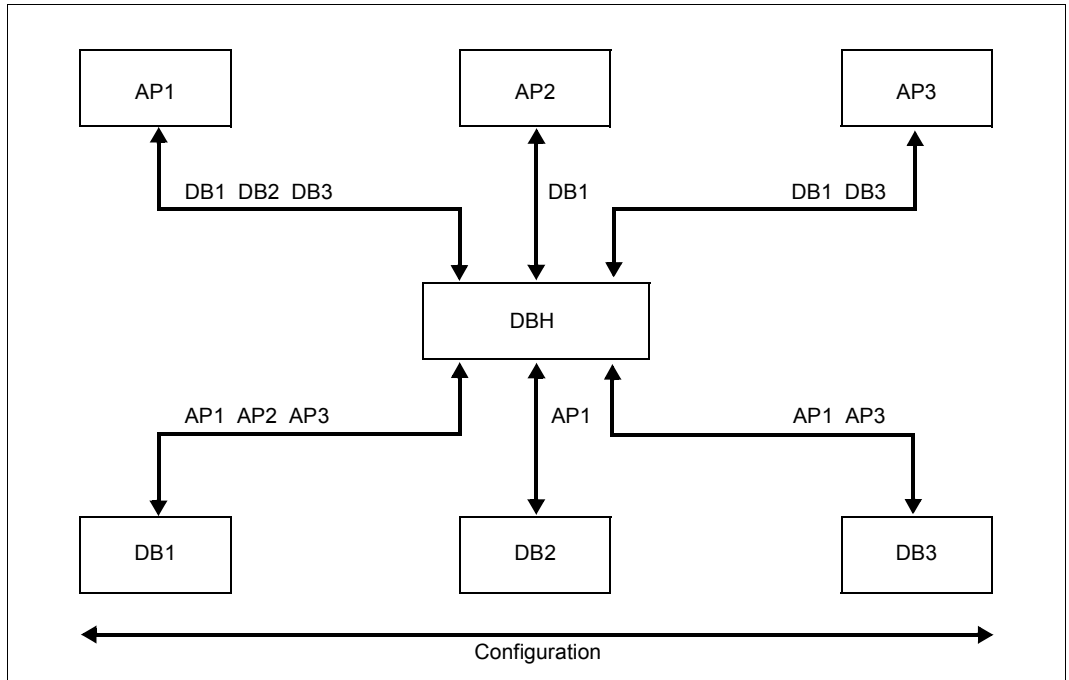 AP1
AP2
AP3
DB1 DB2 DB3
DB1
DB1 DB3
DBH
AP1 AP2 AP3
AP1
AP1 AP3
DB1
DB2
DB3
Configuration